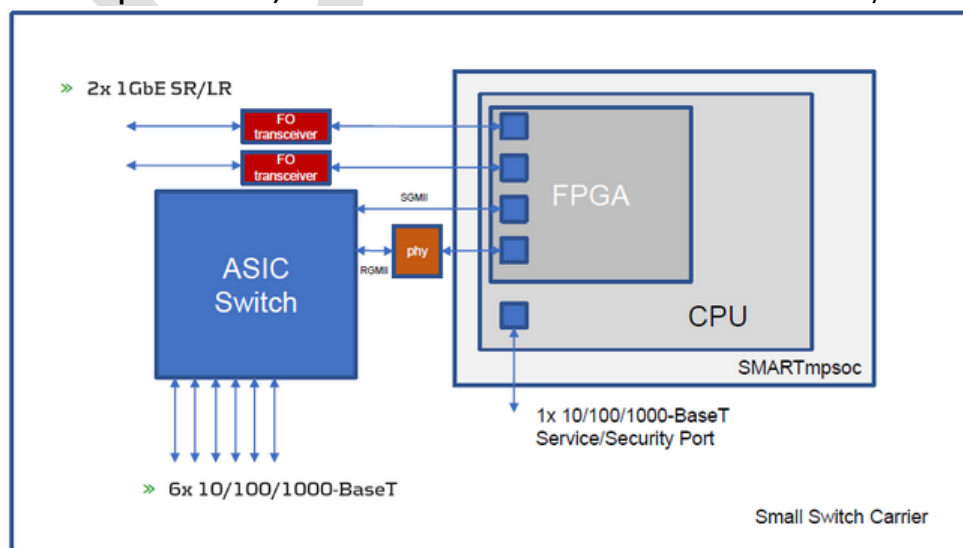 » 2x 1GbE SR/LR
FO
transceiver
FO
transceiver
SGMII
phy
RGMII
ASIC
Switch
FPGA
CPU
SMARTmpsoc
1x 10/100/1000-BaseT
Service/Security Port
» 6x 10/100/1000-BaseT
Small Switch Carrier